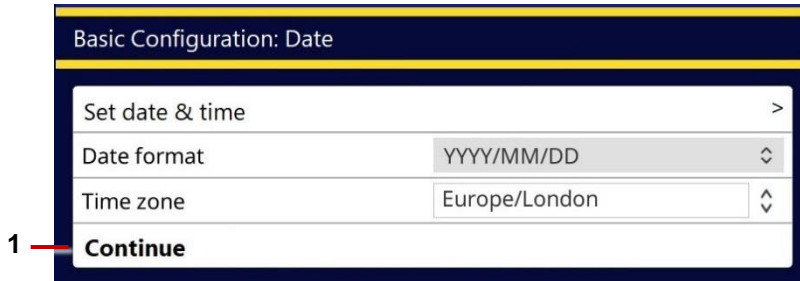 Basic Configuration: Date
Set date & time >
Date format YYYY/MM/DD
Time zone Europe/London
1 Continue